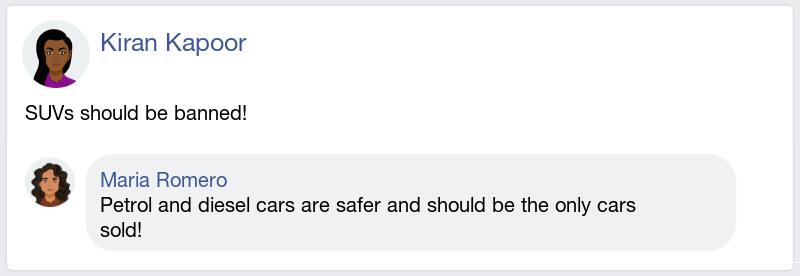 Kiran Kapoor
SUVs should be banned!
Maria Romero
Petrol and diesel cars are safer and should be the only cars
sold!